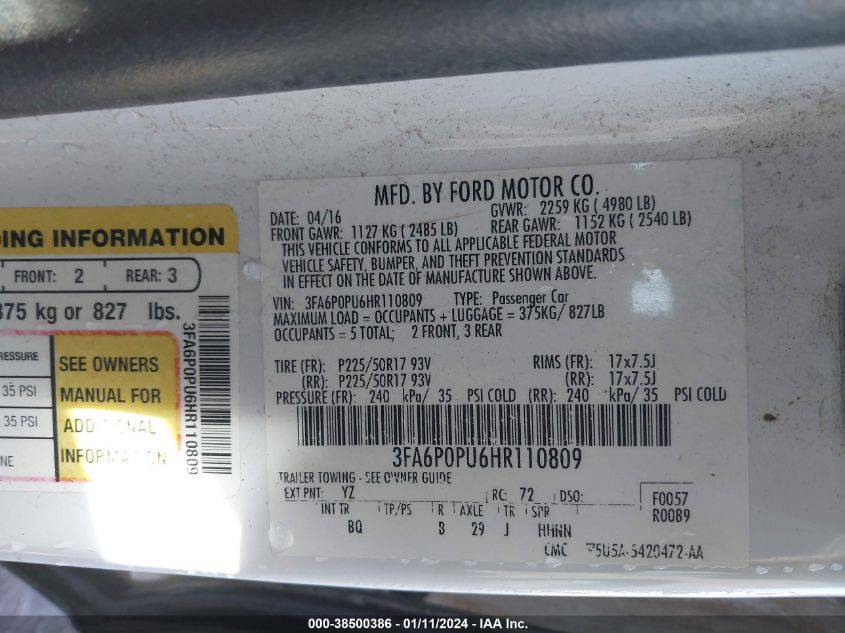 MFD. BY FORD MOTOR CO.
DATE: 04/16 GVWR: 2259 KG ( 4980 LB)
FRONT GAWR: 1127 KG ( 2485 LB) REAR GAWR: 1152 KG ( 2540 LB)
THIS VEHICLE CONFORMS TO ALL APPLICABLE FEDERAL MOTOR
VEHICLE SAFETY, BUMPER, AND THEFT PREVENTION STANDARDS
IN EFFECT ON THE DATE OF MANUFACTURE SHOWN ABOVE.
VIN: 3FA6P0PU6HR110809 TYPE: Passenger Car
MAXIMUM LOAD = OCCUPANTS + LUGGAGE = 375KG/ 827LB
OCCUPANTS = 5 TOTAL; 2 FRONT, 3 REAR
TIRE (FR): P225/50R17 93V RIMS (FR): 17x7.5J
(RR): P225/50R17 93V (RR): 17x7.5J
PRESSURE (FR): 240 kPa/ 35 PSI COLD (RR): 240 kPa/ 35 PSI COLD
3FA6P0PU6HR110809
TRAILER TOWING - SEE OWNER GUIDE
EXT PNT: YZ RC: 72 DSO: F0057
R0089
INT TR TP/PS R AXLE TR SPR
BQ B 29 J HHNN
CMC 5U5A-5420472-AA
DING INFORMATION
FRONT: 2 REAR: 3
375 kg or 827 lbs.
RESSURE
35 PSI
35 PSI
NE
SEE OWNERS
MANUAL FOR
ADDITIONAL
INFORMATION
3FA6P0PU6HR110809
000-38500386 - 01/11/2024 - IAA Inc.